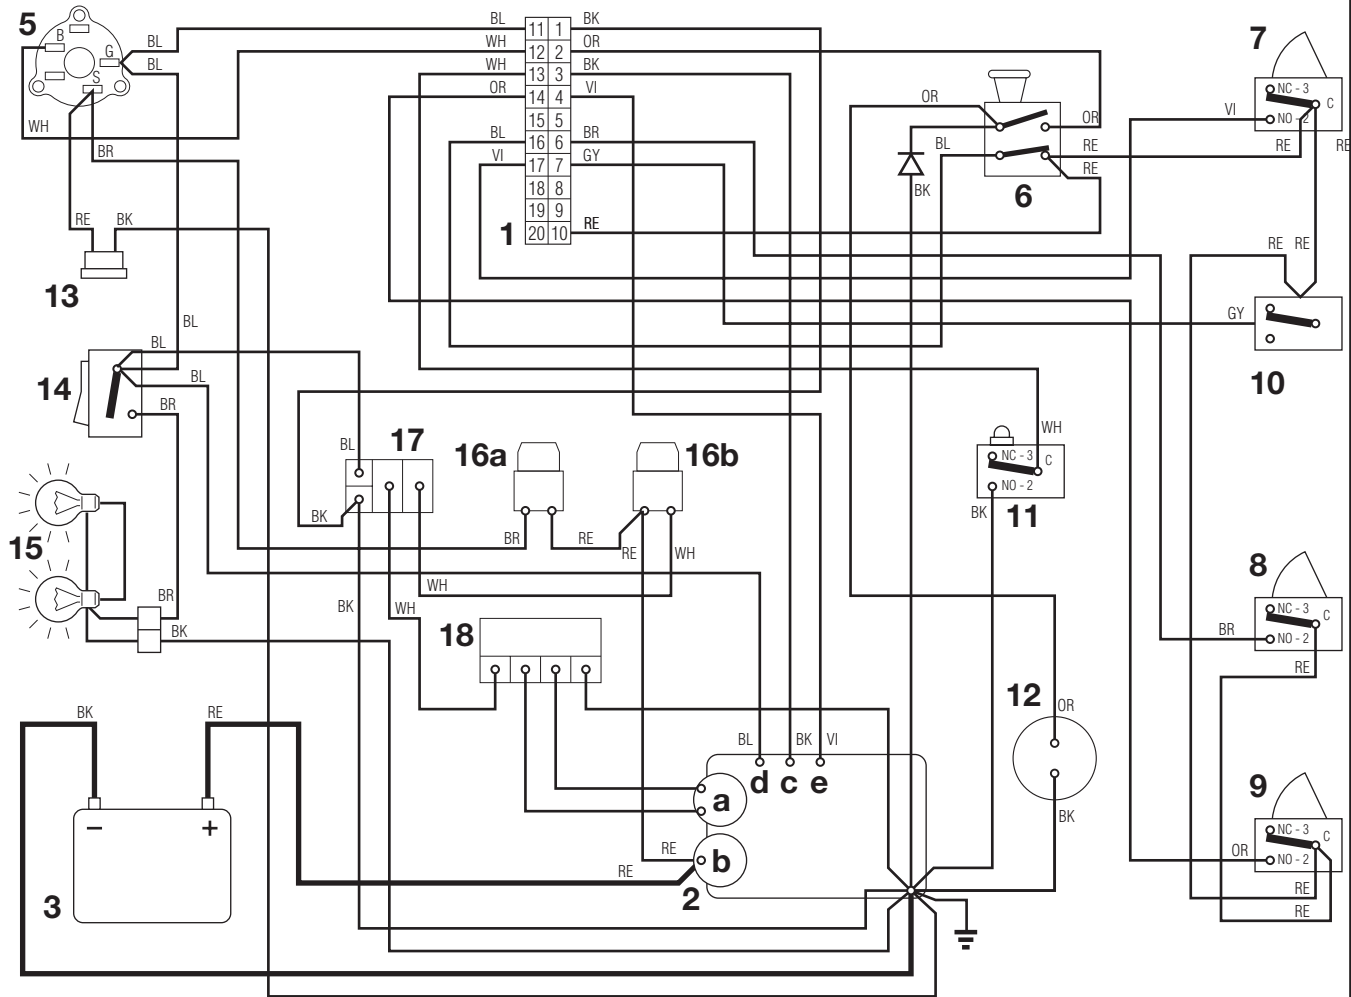 5
B
G
S
BL
BL
WH
BR
BL 11 1 BK
WH 12 2 OR
WH 13 3 BK
OR 14 4 VI
15 5
BL 16 6 BR
VI 17 7 GY
18 8
19 9
20 10 RE
1
OR
OR
BL
RE
RE
BK
6
7
NC - 3
C
NO - 2
VI
RE
RE
RE BK
13
RE RE
GY
10
BL
14
BL
BL
BR
17
BL
BK
16a
16b
BR
RE
RE
WH
WH
NC - 3
C
NO - 2
BK
11
WH
15
BR
BK
BK
WH
18
8
NC - 3
C
NO - 2
BR
RE
12
OR
BK
BK
RE
3
− +
BL BK VI
d c e
a
b
RE
RE
2
9
NC - 3
C
NO - 2
OR
RE
RE